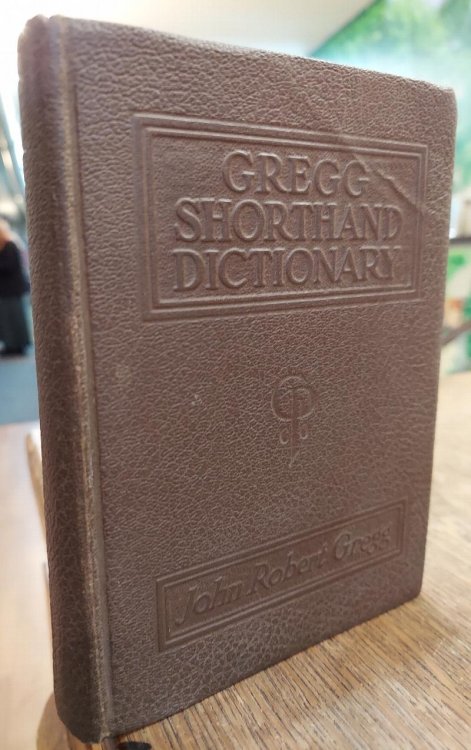 GREGG
SHORTHAND
DICTIONARY
John Robert Gregg